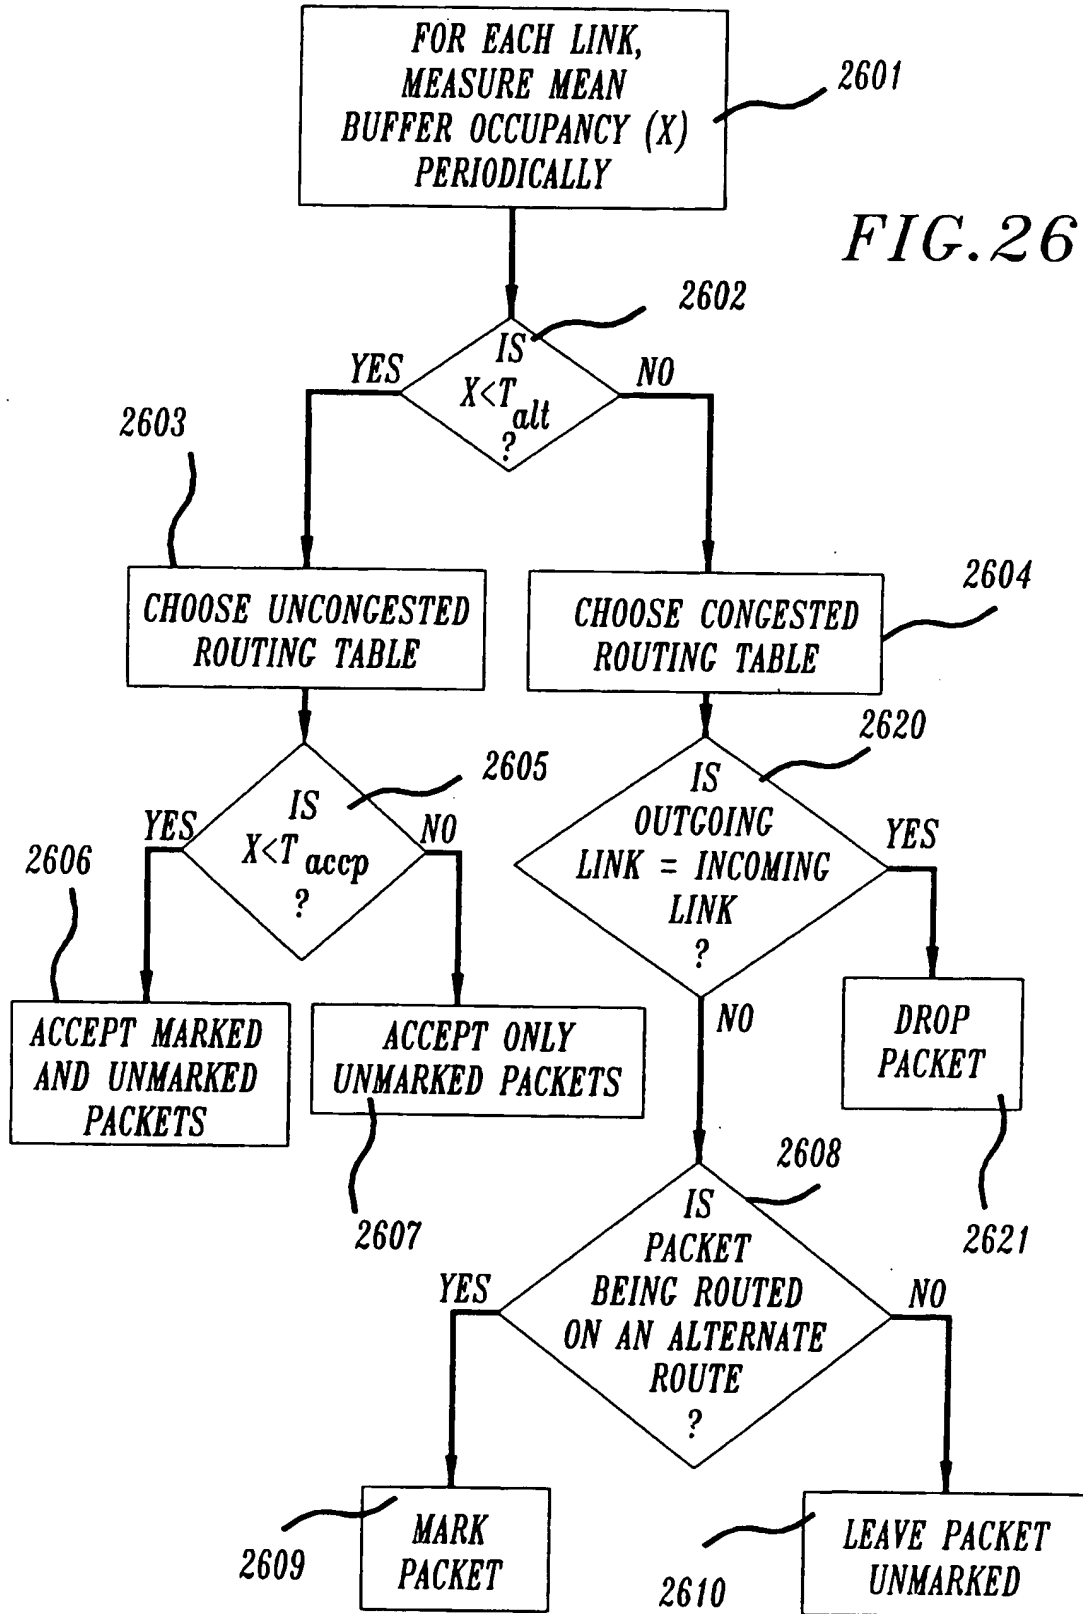 FOR EACH LINK,
MEASURE MEAN
BUFFER OCCUPANCY (X)
PERIODICALLY
2601
FIG.26
2602
IS
X<T alt
?
YES
NO
2603
CHOOSE UNCONGESTED
ROUTING TABLE
2604
CHOOSE CONGESTED
ROUTING TABLE
2605
IS
X<T accp
?
YES
NO
2620
IS
OUTGOING
LINK = INCOMING
LINK
?
YES
NO
2606
ACCEPT MARKED
AND UNMARKED
PACKETS
ACCEPT ONLY
UNMARKED PACKETS
2607
DROP
PACKET
2621
2608
IS
PACKET
BEING ROUTED
ON AN ALTERNATE
ROUTE
?
YES
NO
2609
MARK
PACKET
2610
LEAVE PACKET
UNMARKED